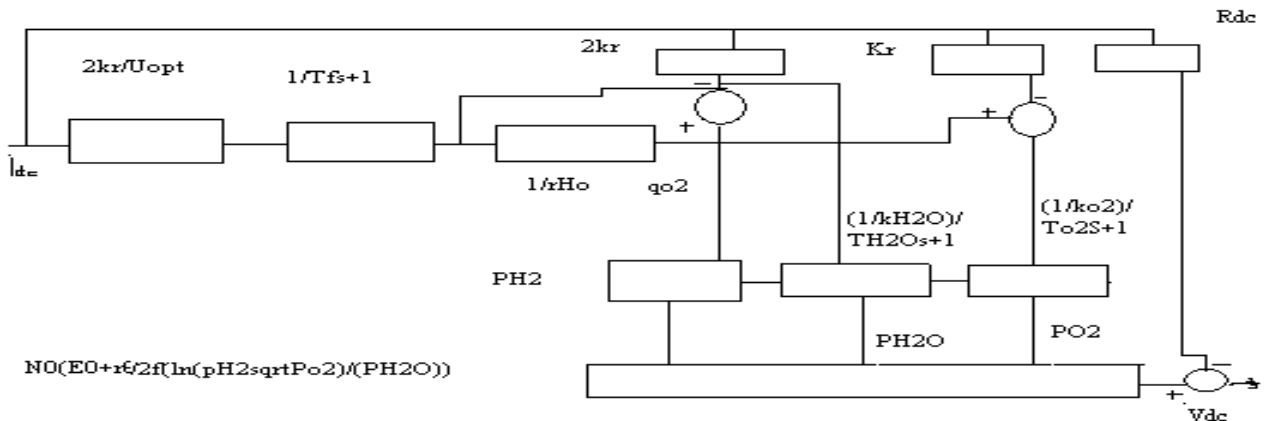 Rdc
2kr
Kr
2kr/Uopt
1/Tfs+1
Idc
1/rHo
qo2
(1/kH2O)/
TH2Os+1
(1/ko2)/
To2S+1
PH2
PH2O
PO2
N0(E0+r€/2f(ln(pH2sqrtPo2)/(PH2O))
Vdc